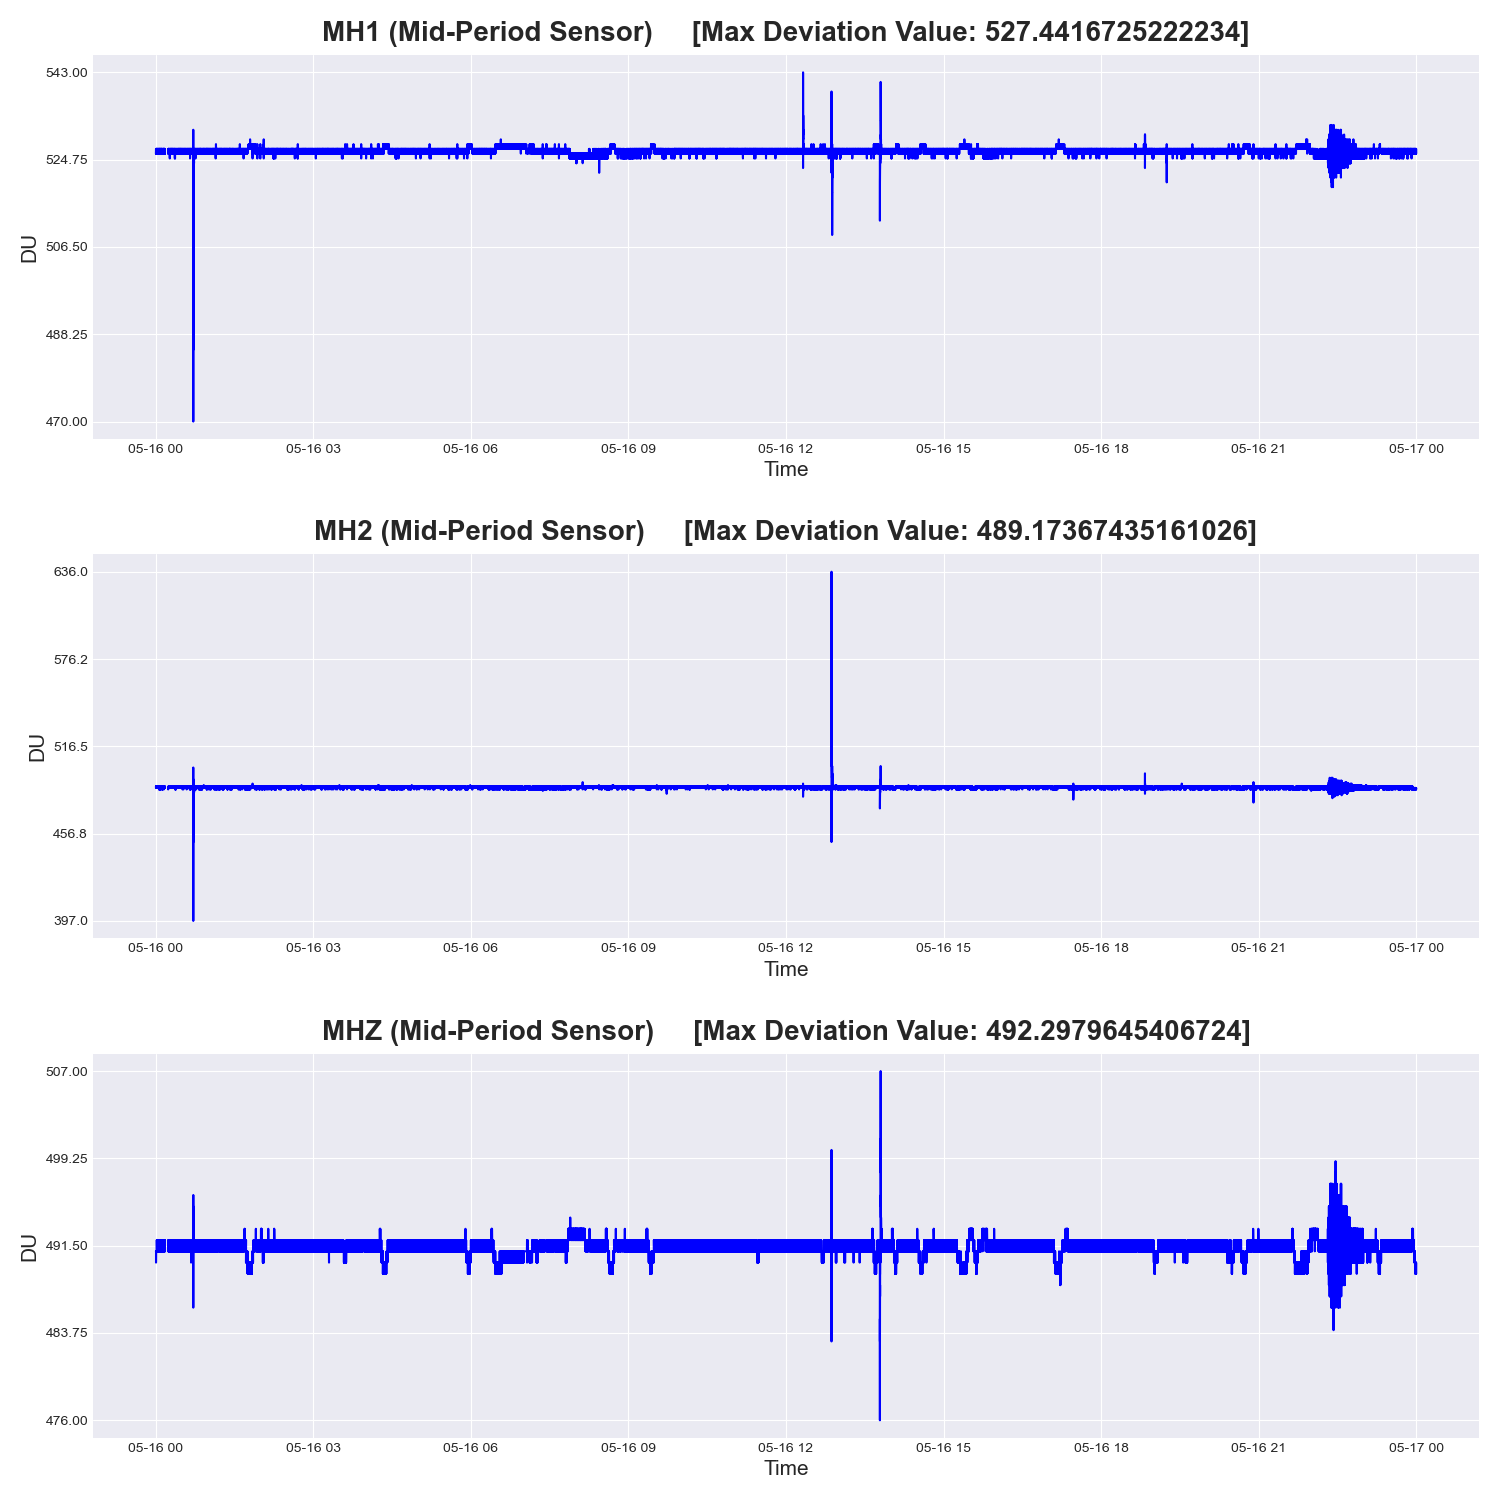 MH1 (Mid-Period Sensor) [Max Deviation Value: 527.4416725222234]
543.00
524.75
506.50
488.25
470.00
DU
05-16 00 05-16 03 05-16 06 05-16 09 05-16 12 05-16 15 05-16 18 05-16 21 05-17 00
Time
MH2 (Mid-Period Sensor) [Max Deviation Value: 489.17367435161026]
636.0
576.2
516.5
456.8
397.0
DU
05-16 00 05-16 03 05-16 06 05-16 09 05-16 12 05-16 15 05-16 18 05-16 21 05-17 00
Time
MHZ (Mid-Period Sensor) [Max Deviation Value: 492.2979645406724]
507.00
499.25
491.50
483.75
476.00
DU
05-16 00 05-16 03 05-16 06 05-16 09 05-16 12 05-16 15 05-16 18 05-16 21 05-17 00
Time